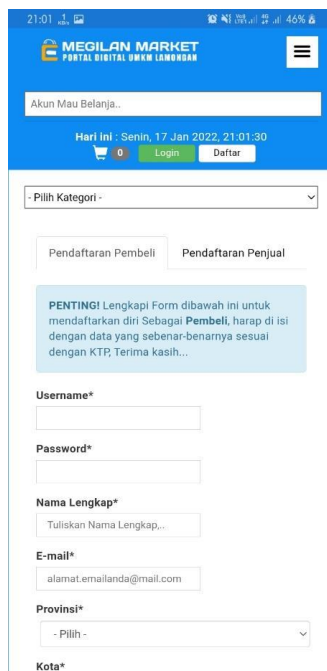 21:01
46%
MEGILAN MARKET
PORTAL DIGITAL UMKM LAMONGAN
Akun Mau Belanja..
Hari ini : Senin, 17 Jan 2022, 21:01:30
0 Login Daftar
- Pilih Kategori -
Pendaftaran Pembeli Pendaftaran Penjual
PENTING! Lengkapi Form dibawah ini untuk
mendaftarkan diri Sebagai Pembeli, harap di isi
dengan data yang sebenar-benarnya sesuai
dengan KTP, Terima kasih...
Username*
Password*
Nama Lengkap*
Tuliskan Nama Lengkap,..
E-mail*
alamat.emailanda@mail.com
Provinsi*
- Pilih -
Kota*